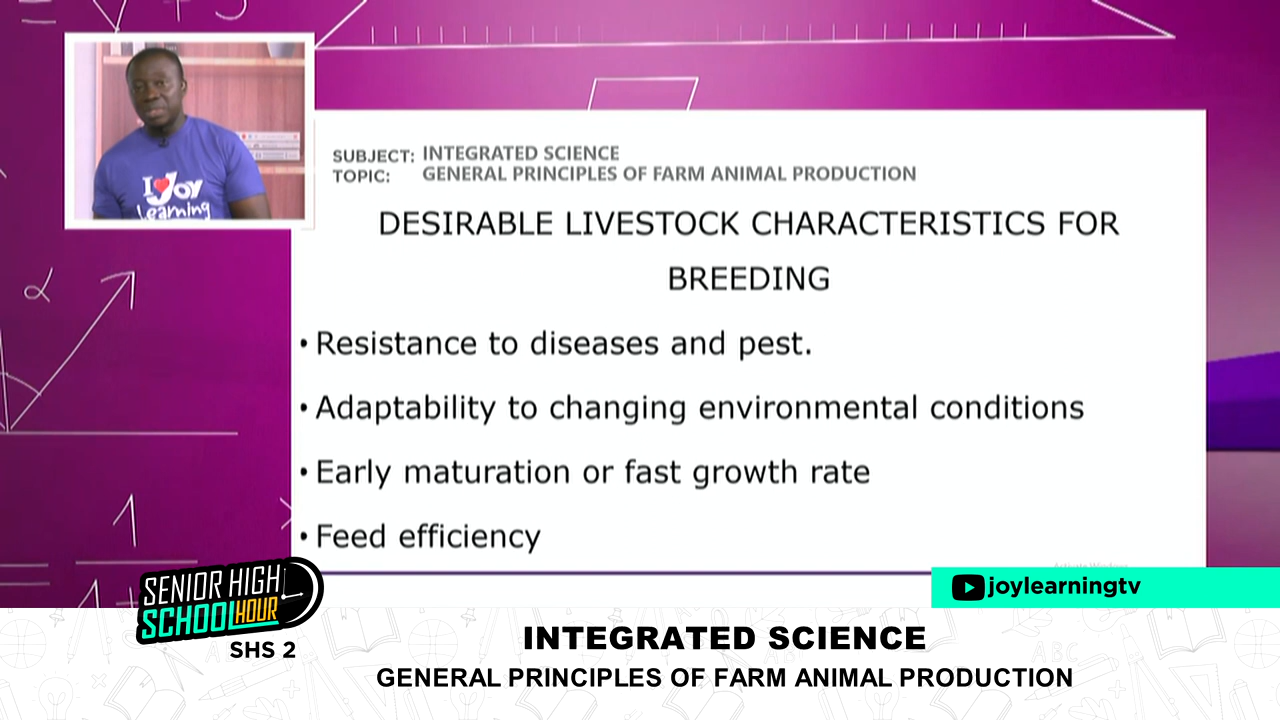 I ❤ Joy
Learning
SUBJECT: INTEGRATED SCIENCE
TOPIC: GENERAL PRINCIPLES OF FARM ANIMAL PRODUCTION
DESIRABLE LIVESTOCK CHARACTERISTICS FOR
BREEDING
• Resistance to diseases and pest.
• Adaptability to changing environmental conditions
• Early maturation or fast growth rate
• Feed efficiency
α
1
SENIOR HIGH
SCHOOL HOUR
SHS 2
joylearningtv
INTEGRATED SCIENCE
GENERAL PRINCIPLES OF FARM ANIMAL PRODUCTION